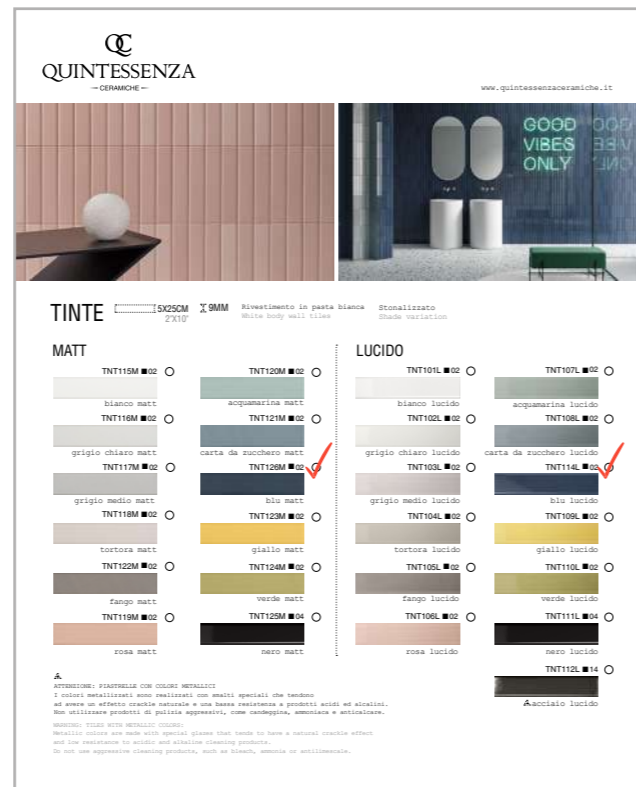 QC
QUINTESSENZA
CERAMICHE
www.quintessenzaceramiche.it
GOOD
VIBES
ONLY
TINTE
5X25CM
2"X10"
9MM
Rivestimento in pasta bianca
White body wall tiles
Stonalizzato
Shade variation
MATT
TNT115M ■02
bianco matt
TNT116M ■02
grigio chiaro matt
TNT117M ■02
grigio medio matt
TNT118M ■02
tortora matt
TNT122M ■02
fango matt
TNT119M ■02
rosa matt
TNT120M ■02
acquamarina matt
TNT121M ■02
carta da zucchero matt
TNT126M ■02
blu matt
TNT123M ■02
giallo matt
TNT124M ■02
verde matt
TNT125M ■04
nero matt
LUCIDO
TNT101L ■02
bianco lucido
TNT102L ■02
grigio chiaro lucido
TNT103L ■02
grigio medio lucido
TNT104L ■02
tortora lucido
TNT105L ■02
fango lucido
TNT106L ■02
rosa lucido
TNT107L ■02
acquamarina lucido
TNT108L ■02
carta da zucchero lucido
TNT114L ■02
blu lucido
TNT109L ■02
giallo lucido
TNT110L ■02
verde lucido
TNT111L ■04
nero lucido
TNT112L ■14
acciaio lucido
ATTENZIONE: PIASTRELLE CON COLORI METALLICI
I colori metallizzati sono realizzati con smalti speciali che tendono
ad avere un effetto crackle naturale e una bassa resistenza a prodotti acidi ed alcalini.
Non utilizzare prodotti di pulizia aggressivi, come candeggina, ammoniaca e anticalcare.
WARNING: TILES WITH METALLIC COLORS:
Metallic colors are made with special glazes that tends to have a natural crackle effect
and low resistance to acidic and alkaline cleaning products.
Do not use aggressive cleaning products, such as bleach, ammonia or antilimescale.